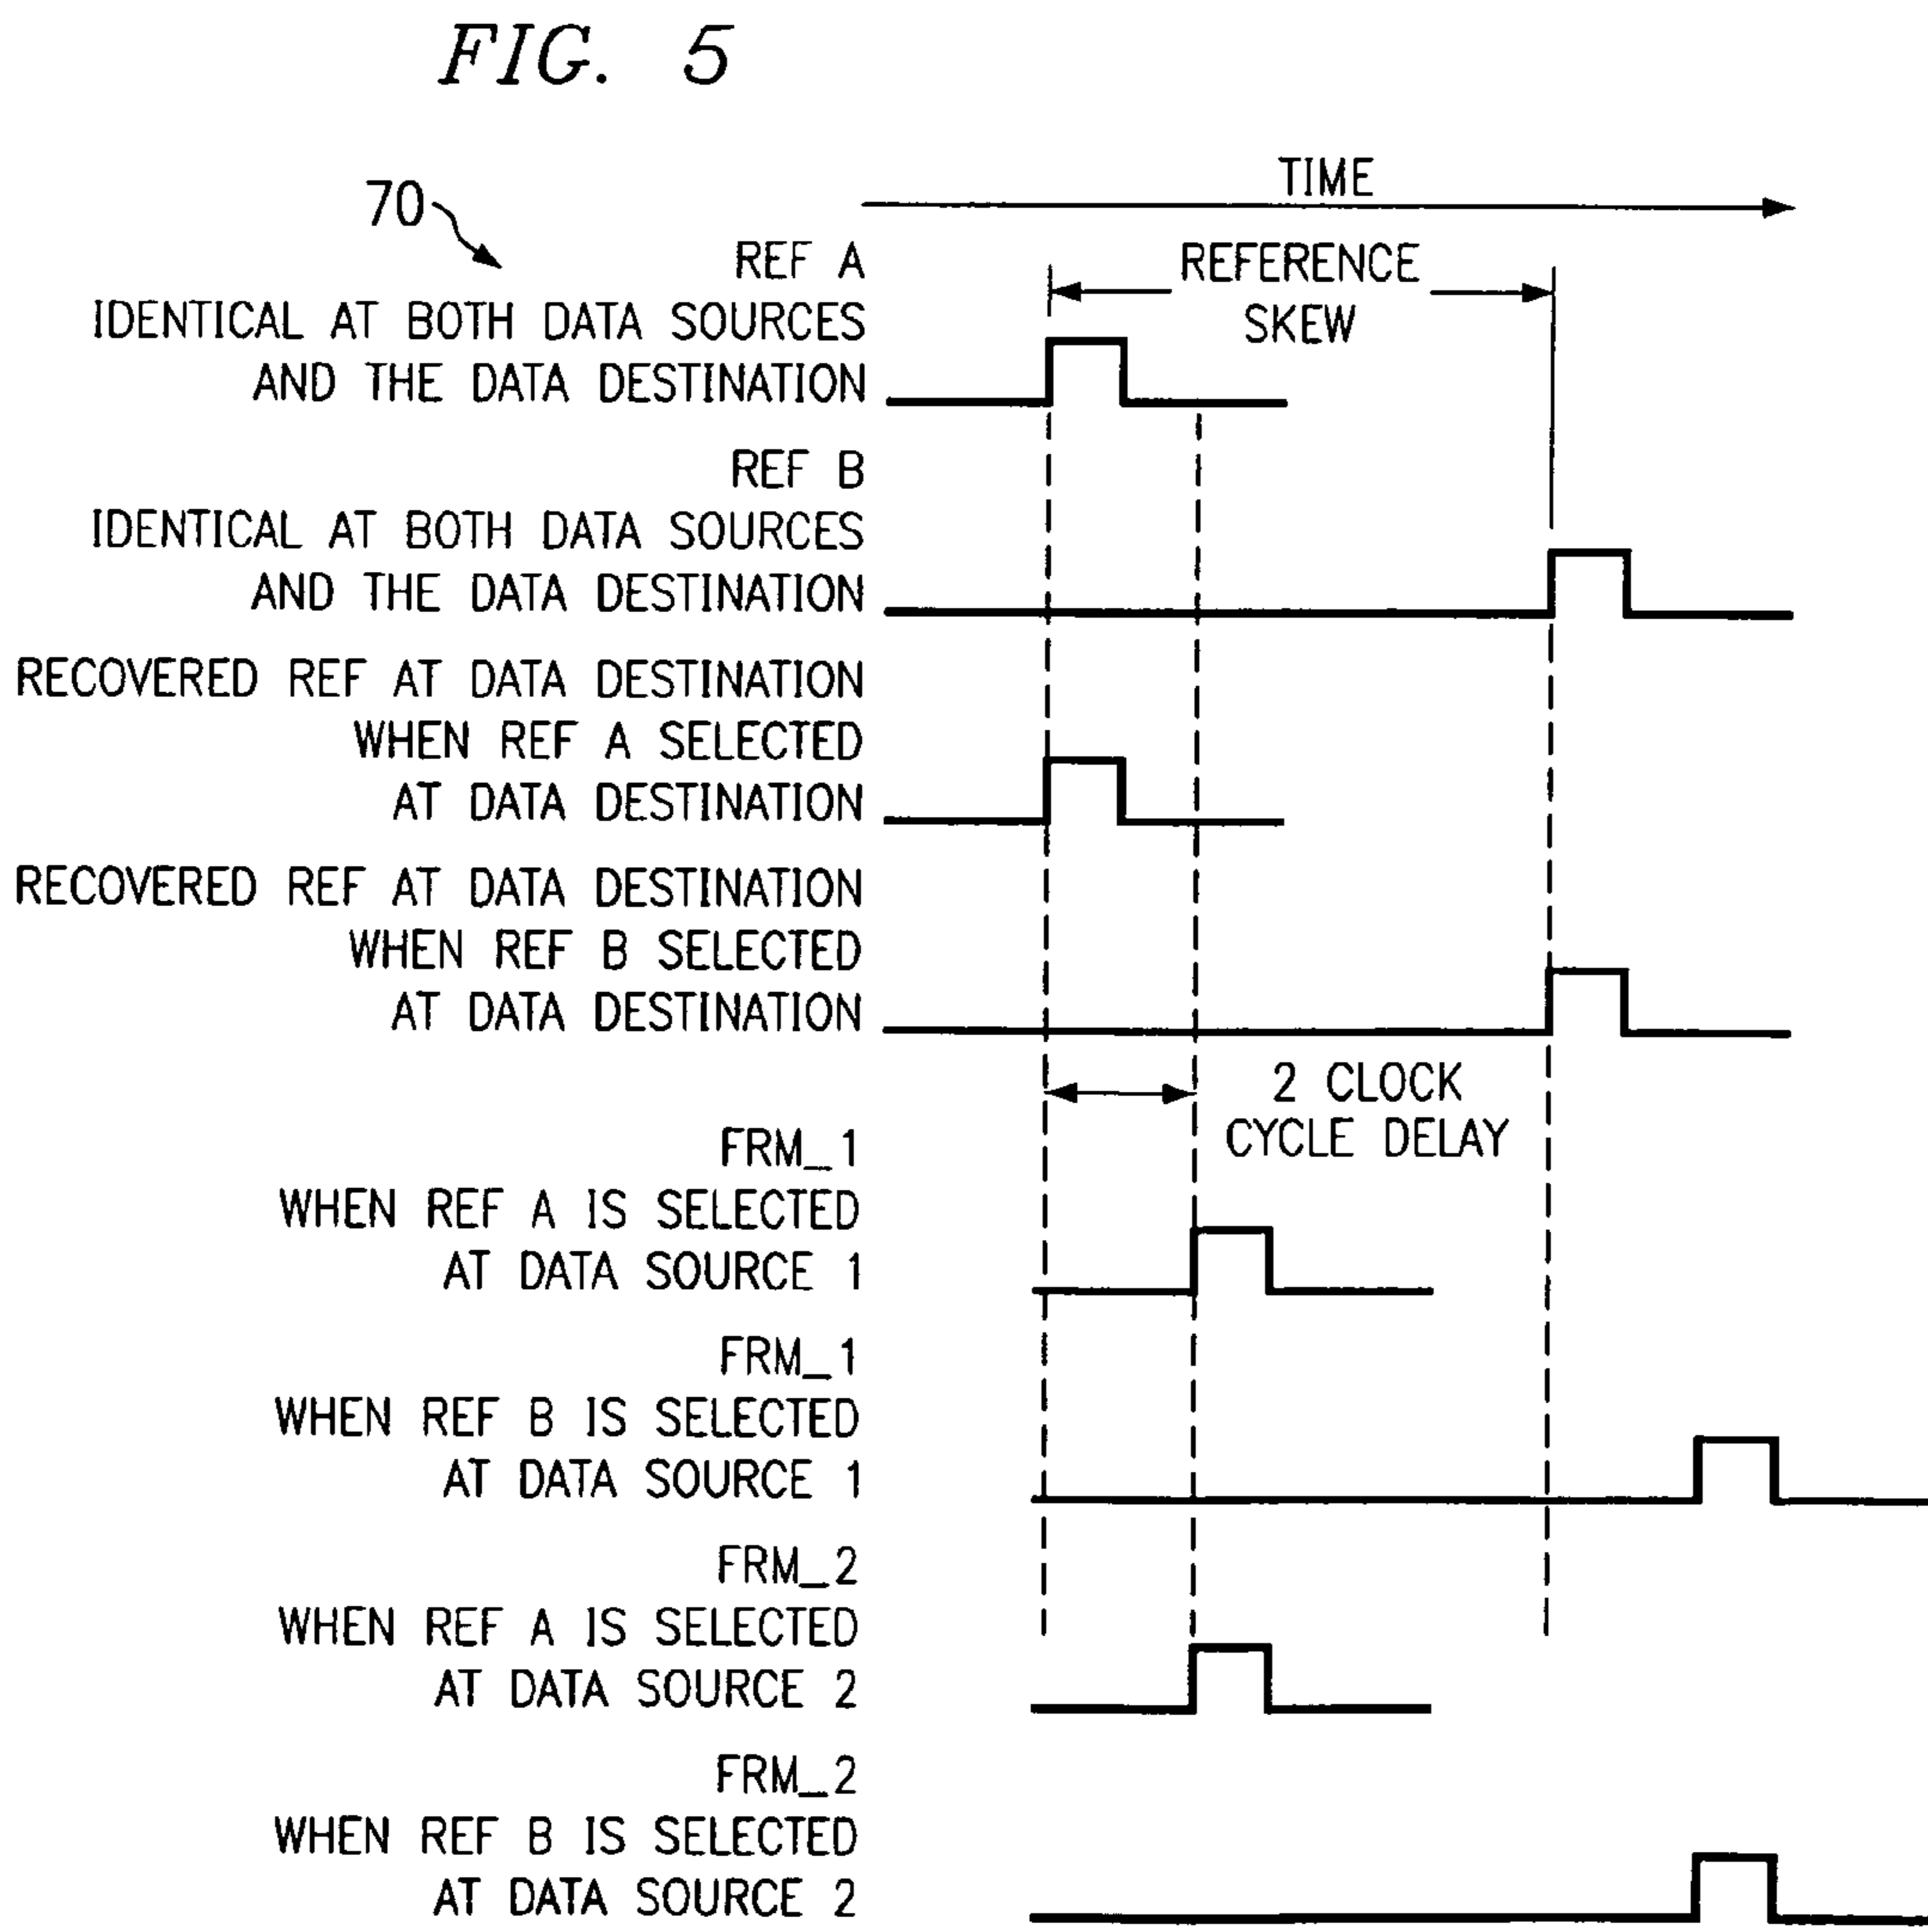 FIG. 5
TIME
70
REF A
IDENTICAL AT BOTH DATA SOURCES
AND THE DATA DESTINATION
REFERENCE
SKEW
REF B
IDENTICAL AT BOTH DATA SOURCES
AND THE DATA DESTINATION
RECOVERED REF AT DATA DESTINATION
WHEN REF A SELECTED
AT DATA DESTINATION
RECOVERED REF AT DATA DESTINATION
WHEN REF B SELECTED
AT DATA DESTINATION
2 CLOCK
CYCLE DELAY
FRM_1
WHEN REF A IS SELECTED
AT DATA SOURCE 1
FRM_1
WHEN REF B IS SELECTED
AT DATA SOURCE 1
FRM_2
WHEN REF A IS SELECTED
AT DATA SOURCE 2
FRM_2
WHEN REF B IS SELECTED
AT DATA SOURCE 2